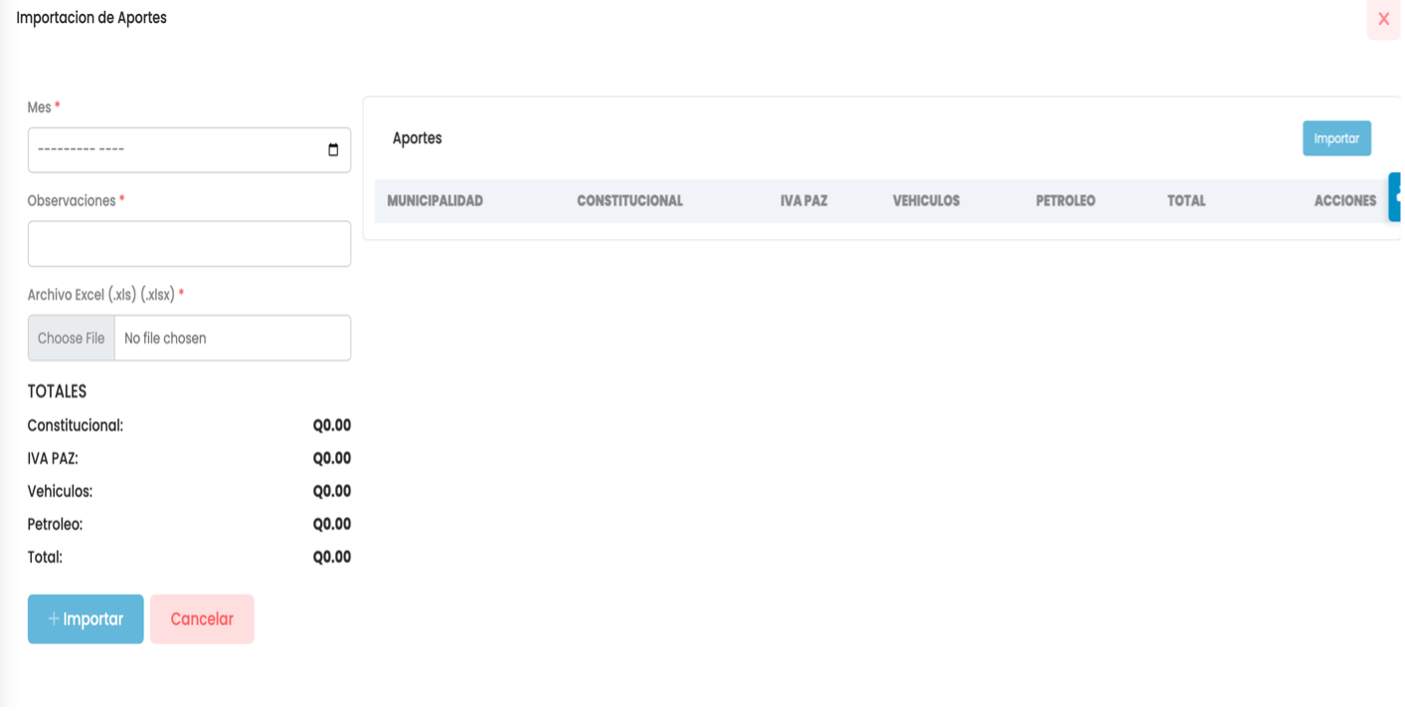 Importacion de Aportes
X
Mes *
--------- ----
Observaciones *
Archivo Excel (.xls) (.xlsx) *
Choose File No file chosen
TOTALES
Constitucional: Q0.00
IVA PAZ: Q0.00
Vehiculos: Q0.00
Petroleo: Q0.00
Total: Q0.00
+ Importar Cancelar
Aportes Importar
MUNICIPALIDAD CONSTITUCIONAL IVA PAZ VEHICULOS PETROLEO TOTAL ACCIONES